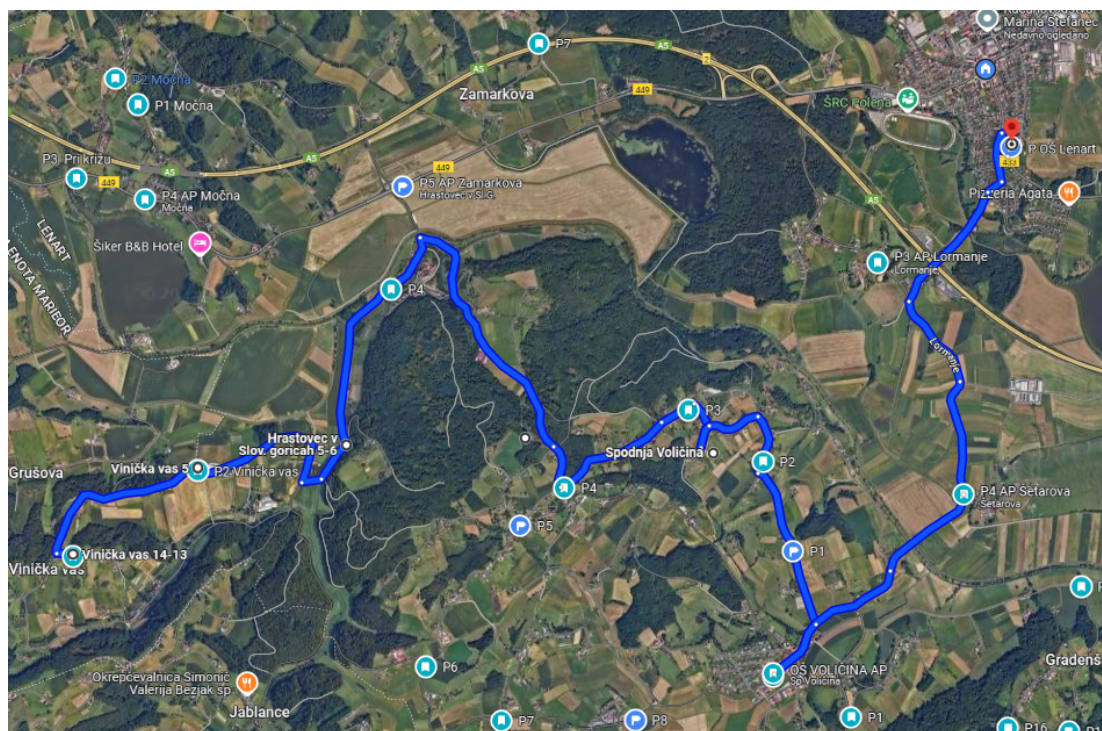 Marina Štefanec
Nedavno ogledano
P7
A5
2
P2 Močna
Zamarkova
449
ŠRC Polena
P1 Močna
A5
P OŠ Lenart
433
P3 Pri križu
449
P5 AP Zamarkova
Hrastovec v Sl.G.
Pizzeria Agata
P4 AP Močna
Močna
A5
LENART
LENOTA MARIBOR
Šiker B&B Hotel
P3 AP Lormanje
Lormanje
P4
Lormanje
P3
Hrastovec v
Slov. goricah 5-6
Spodnja Voličina
Grušova
Vinička vas 5
P2 Vinička vas
P2
P4
P4 AP Šetarova
Šetarova
P5
P1
Vinička vas 14-13
Vinička vas
P6
OŠ VOLIČINA AP
Sp.Voličina
Gradenš
Okrepčevalnica Simonič
Valerija Bezjak sp
Jablance
P7
P8
P1
P16